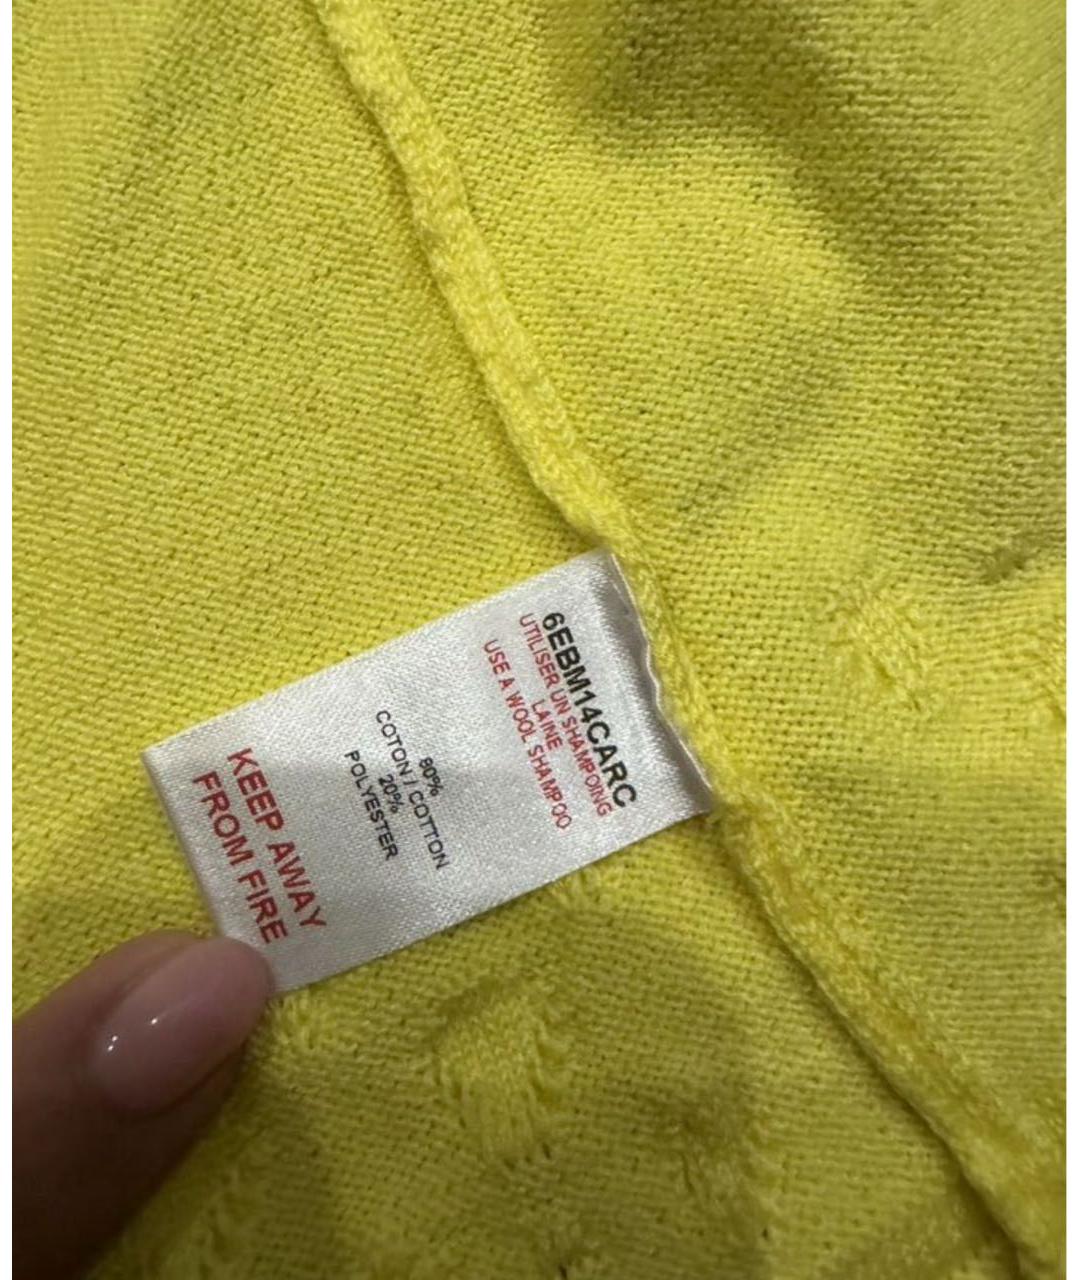 6EBM14CARC
UTILISER UN SHAMPOING
LAINE
USE A WOOL SHAMPOO
80%
COTON / COTTON
20%
POLYESTER
KEEP AWAY
FROM FIRE